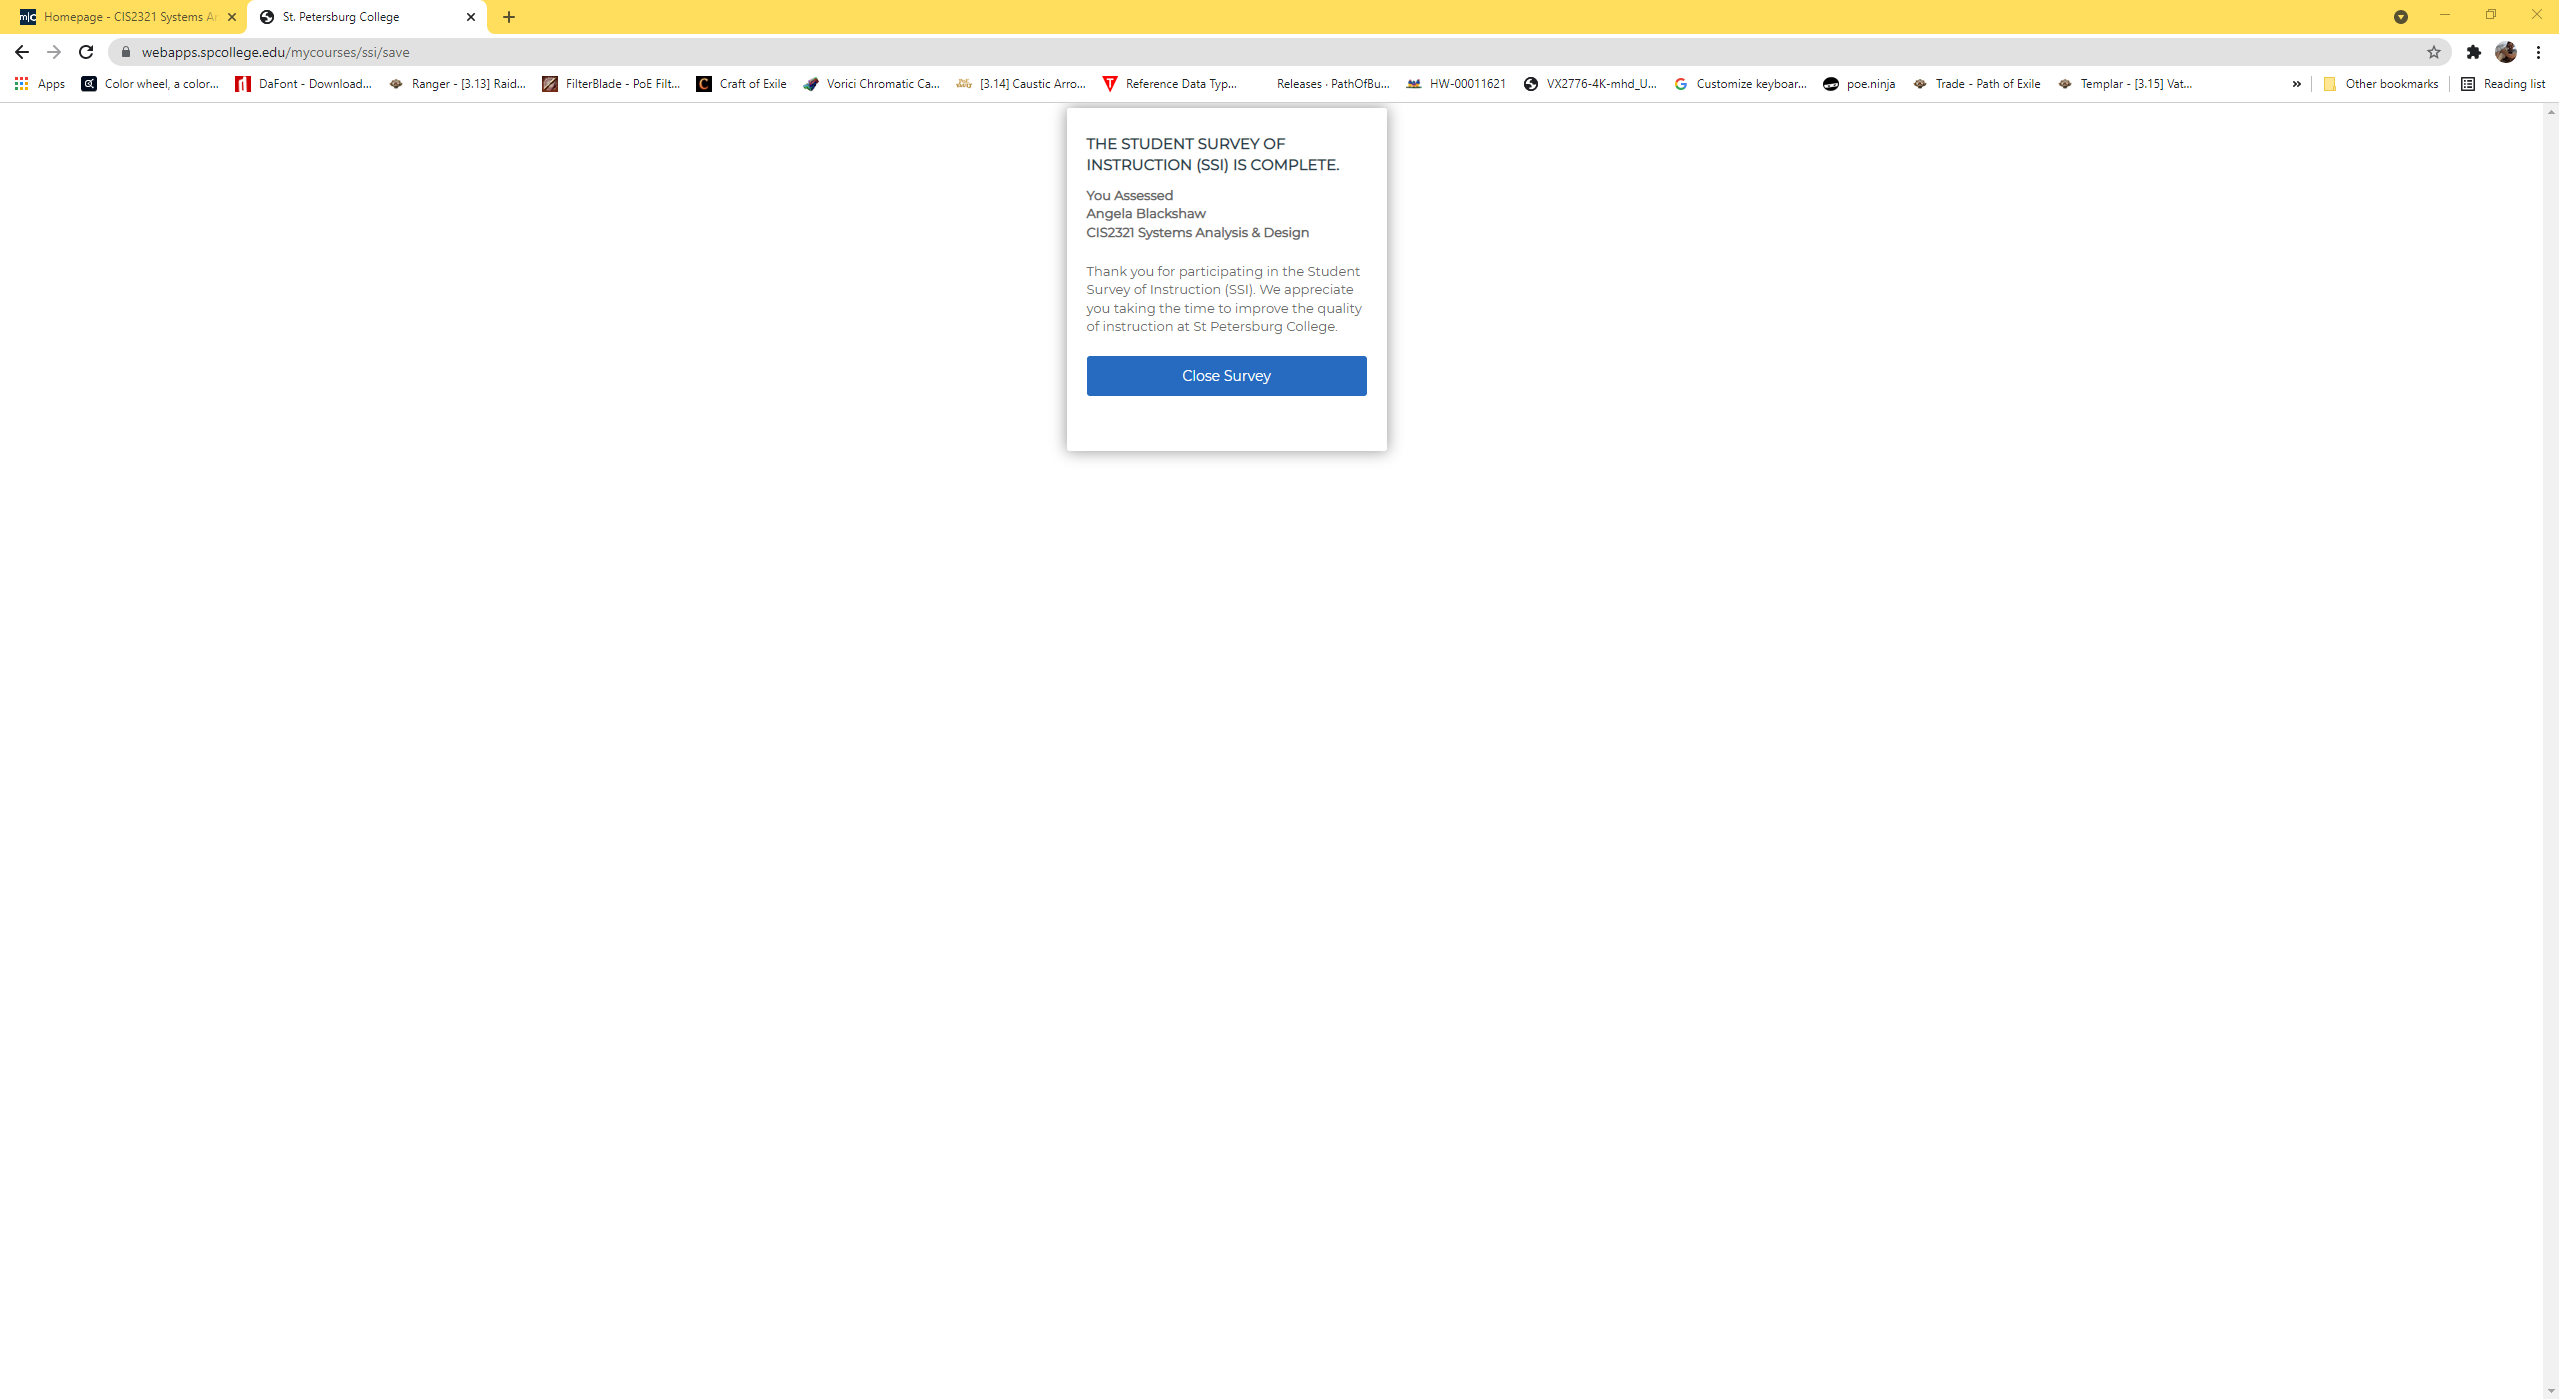 m|c Homepage - CIS2321 Systems An
St. Petersburg College
webapps.spcollege.edu/mycourses/ssi/save
Apps Color wheel, a color... DaFont - Download... Ranger - [3.13] Raid... FilterBlade - PoE Filt... C Craft of Exile Vorici Chromatic Ca... [3.14] Caustic Arro... T Reference Data Typ... Releases · PathOfBu... HW-00011621 VX2776-4K-mhd_U... G Customize keyboar... poe.ninja Trade - Path of Exile Templar - [3.15] Vat... » Other bookmarks Reading list
THE STUDENT SURVEY OF
INSTRUCTION (SSI) IS COMPLETE.
You Assessed
Angela Blackshaw
CIS2321 Systems Analysis & Design
Thank you for participating in the Student
Survey of Instruction (SSI). We appreciate
you taking the time to improve the quality
of instruction at St Petersburg College.
Close Survey